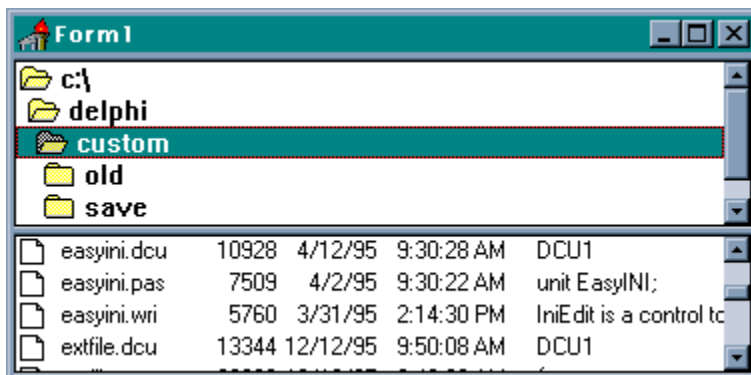 Form1
c:\
delphi
custom
old
save
easyini.dcu 10928 4/12/95 9:30:28 AM DCU1
easyini.pas 7509 4/2/95 9:30:22 AM unit EasyINI;
easyini.wri 5760 3/31/95 2:14:30 PM IniEdit is a control to
extfile.dcu 13344 12/12/95 9:50:08 AM DCU1